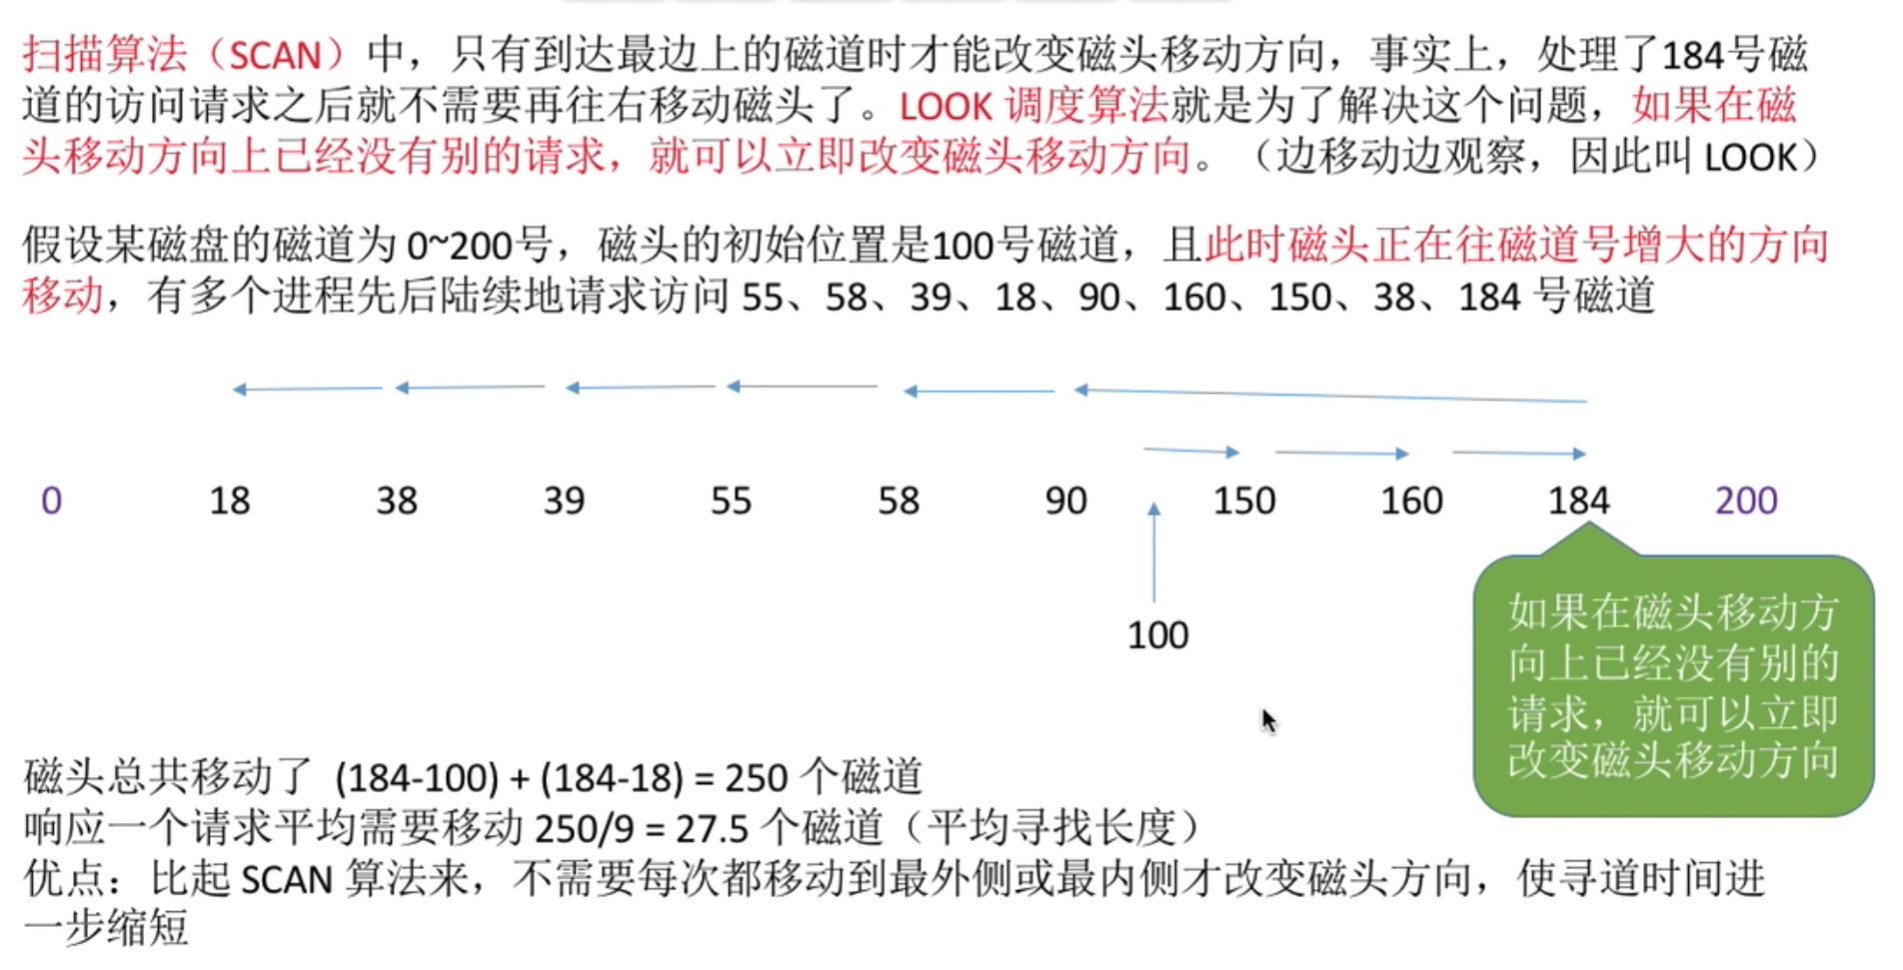 扫描算法（SCAN）中，只有到达最边上的磁道时才能改变磁头移动方向，事实上，处理了184号磁
道的访问请求之后就不需要再往右移动磁头了。LOOK 调度算法就是为了解决这个问题，如果在磁
头移动方向上已经没有别的请求，就可以立即改变磁头移动方向。（边移动边观察，因此叫 LOOK）
假设某磁盘的磁道为 0~200号，磁头的初始位置是100号磁道，且此时磁头正在往磁道号增大的方向
移动，有多个进程先后陆续地请求访问 55、58、39、18、90、160、150、38、184 号磁道
0 18 38 39 55 58 90 150 160 184 200
100
如果在磁头移动方
向上已经没有别的
请求，就可以立即
改变磁头移动方向
磁头总共移动了 (184-100) + (184-18) = 250 个磁道
响应一个请求平均需要移动 250/9 = 27.5 个磁道（平均寻找长度）
优点：比起 SCAN 算法来，不需要每次都移动到最外侧或最内侧才改变磁头方向，使寻道时间进
一步缩短